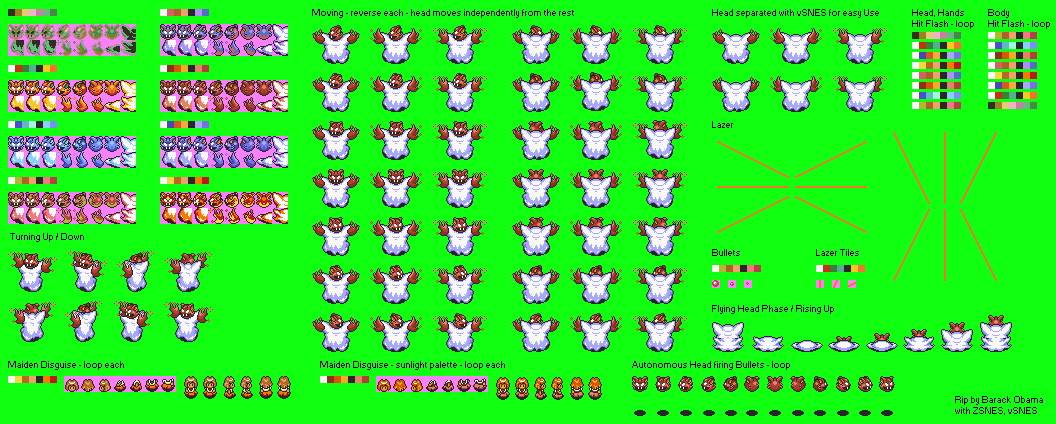 Moving - reverse each - head moves independently from the rest
Head separated with vSNES for easy Use
Head, Hands
Hit Flash - loop
Body
Hit Flash - loop
Lazer
Turning Up / Down
Bullets
Lazer Tiles
Flying Head Phase / Rising Up
Maiden Disguise - loop each
Maiden Disguise - sunlight palette - loop each
Autonomous Head firing Bullets - loop
Rip by Barack Obama
with ZSNES, vSNES